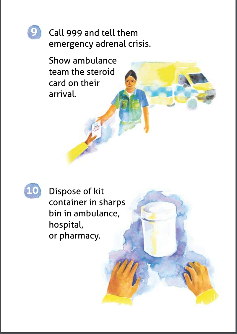 9 Call 999 and tell them
emergency adrenal crisis.
Show ambulance
team the steroid
card on their
arrival.
10 Dispose of kit
container in sharps
bin in ambulance,
hospital,
or pharmacy.